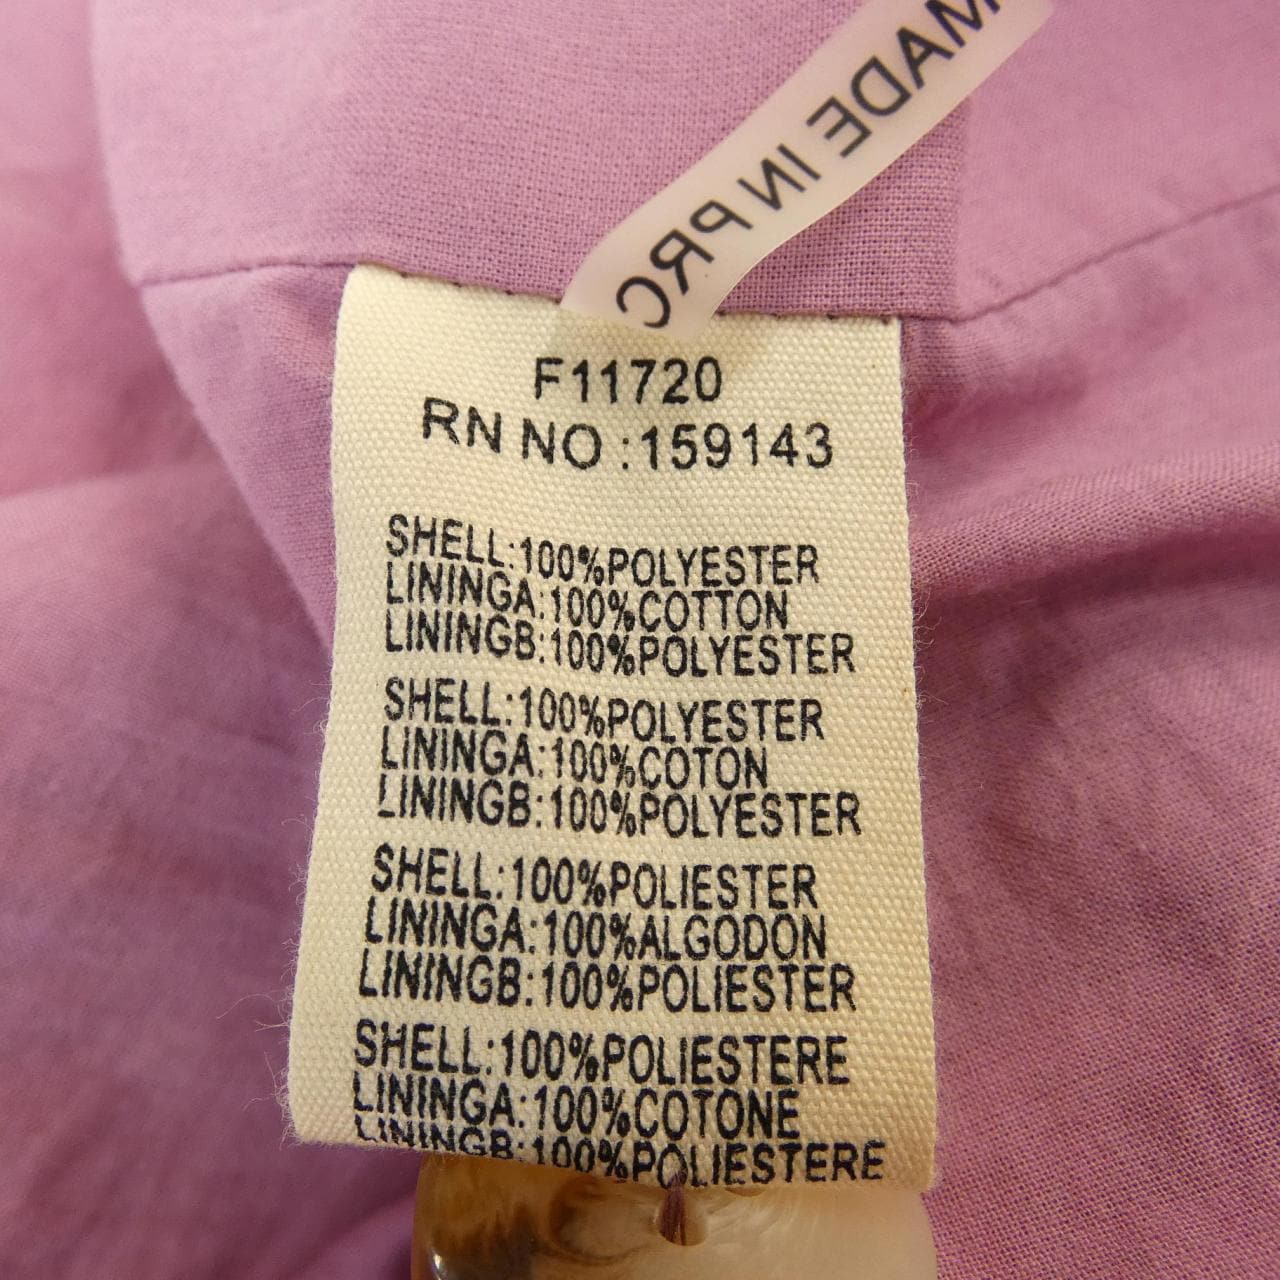 MADE IN PRC
F11720
RN NO :159143
SHELL:100%POLYESTER
LININGA:100%COTTON
LININGB:100%POLYESTER
SHELL:100%POLYESTER
LININGA:100%COTON
LININGB:100%POLYESTER
SHELL:100%POLIESTER
LININGA:100%ALGODON
LININGB:100%POLIESTER
SHELL:100%POLIESTERE
LININGA:100%COTONE
LININGB:100%POLIESTERE